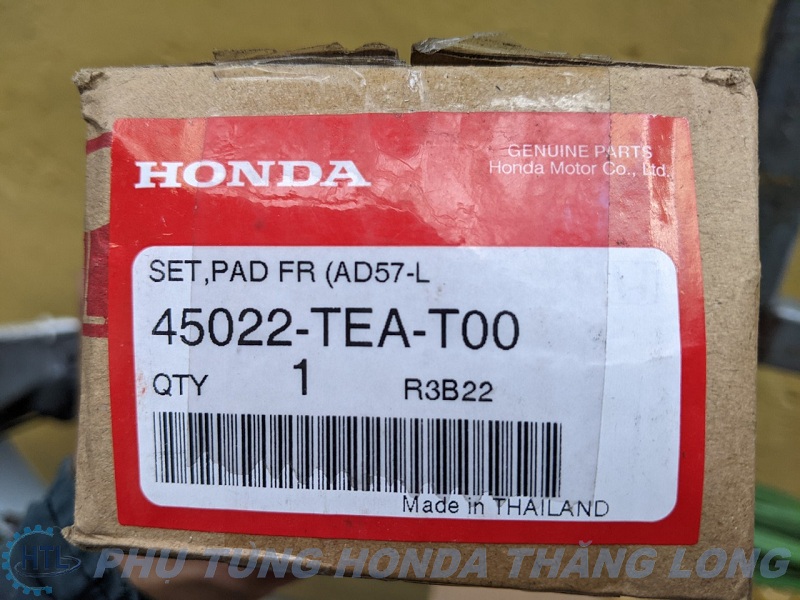 HONDA
GENUINE PARTS
Honda Motor Co., Ltd.
SET,PAD FR (AD57-L
45022-TEA-T00
QTY 1 R3B22
Made in THAILAND
HTL PHỤ TÙNG HONDA THĂNG LONG